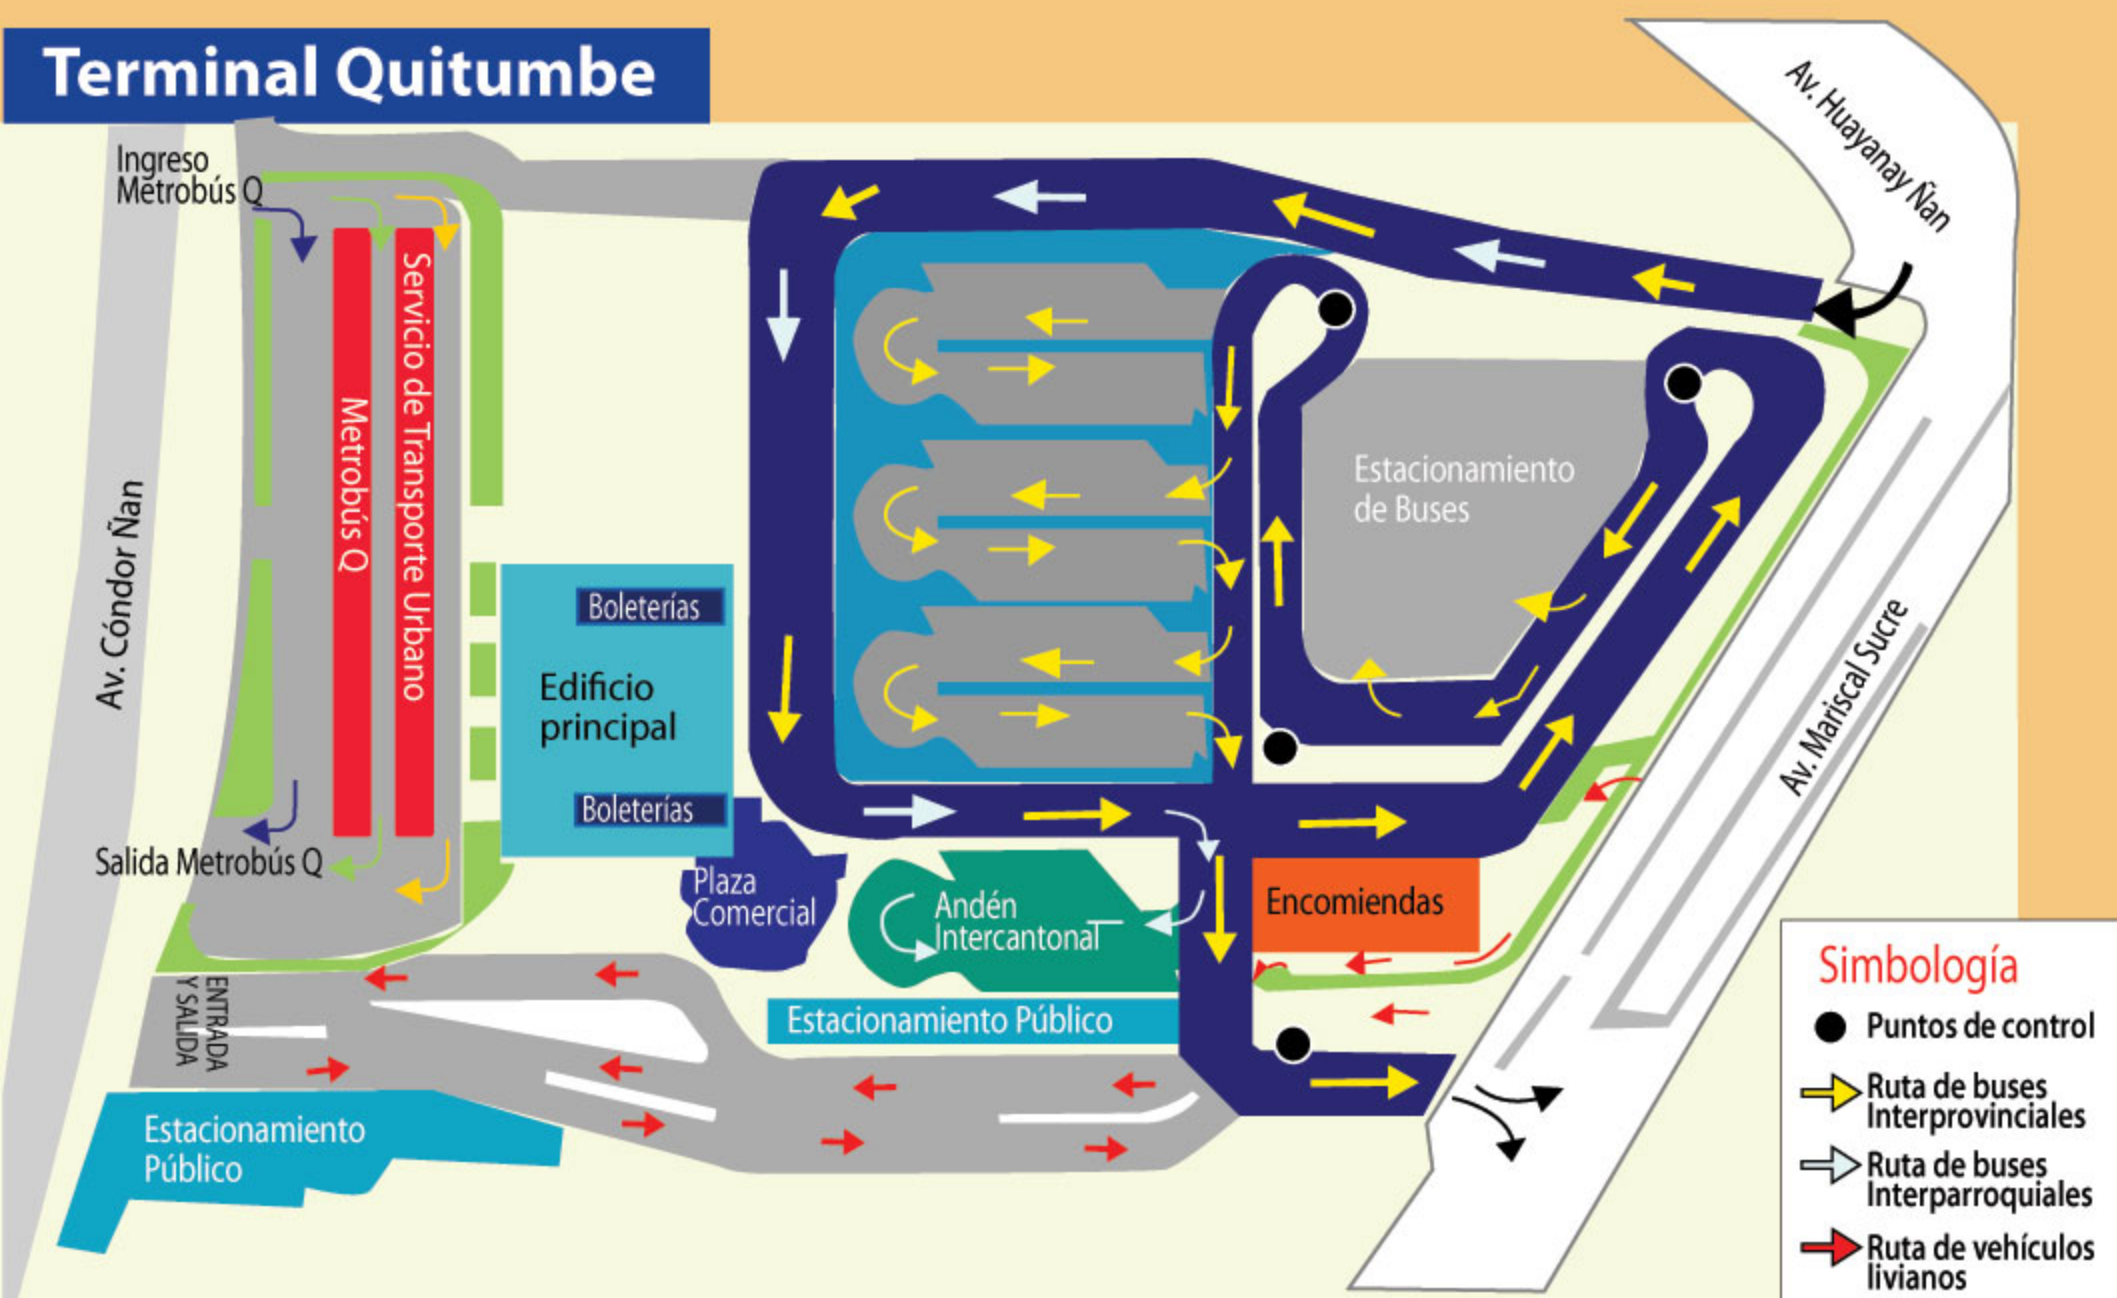 Terminal Quitumbe
Av. Huayanay Ñan
Ingreso
Metrobús Q
Servicio de Transporte Urbano
Metrobús Q
Av. Cóndor Ñan
Estacionamiento
de Buses
Boleterías
Edificio
principal
Boleterías
Av. Mariscal Sucre
Salida Metrobús Q
Plaza
Comercial
Andén
Intercantonal
Encomiendas
ENTRADA
Y SALIDA
Estacionamiento Público
Estacionamiento
Público
Simbología
Puntos de control
Ruta de buses
Interprovinciales
Ruta de buses
Interparroquiales
Ruta de vehículos
livianos